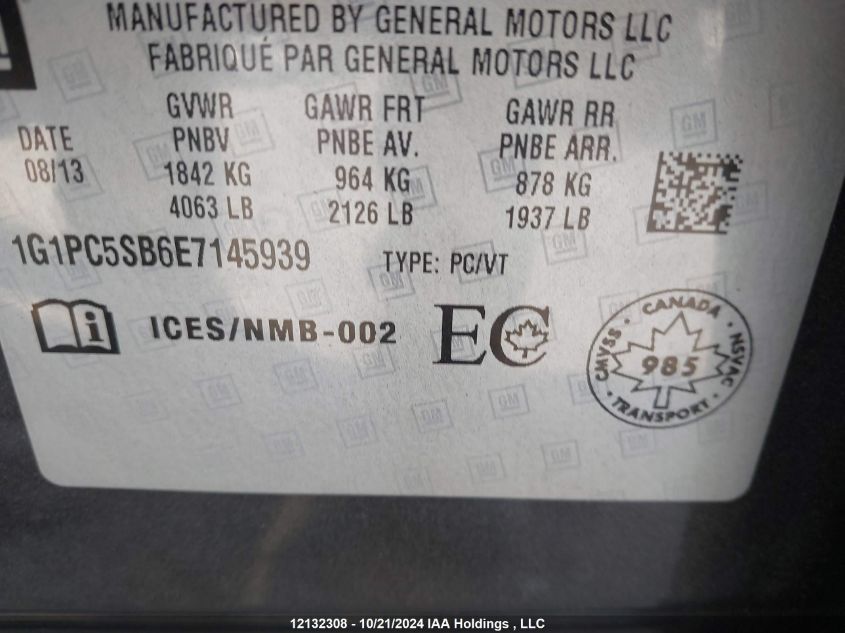 MANUFACTURED BY GENERAL MOTORS LLC
FABRIQUÉ PAR GENERAL MOTORS LLC
GVWR GAWR FRT GAWR RR
DATE PNBV PNBE AV. PNBE ARR.
08/13 1842 KG 964 KG 878 KG
4063 LB 2126 LB 1937 LB
1G1PC5SB6E7145939 TYPE: PC/VT
i ICES/NMB-002 EC
CMVSS · CANADA · NSVAC · TRANSPORT ·
985
GM
12132308 - 10/21/2024 IAA Holdings , LLC